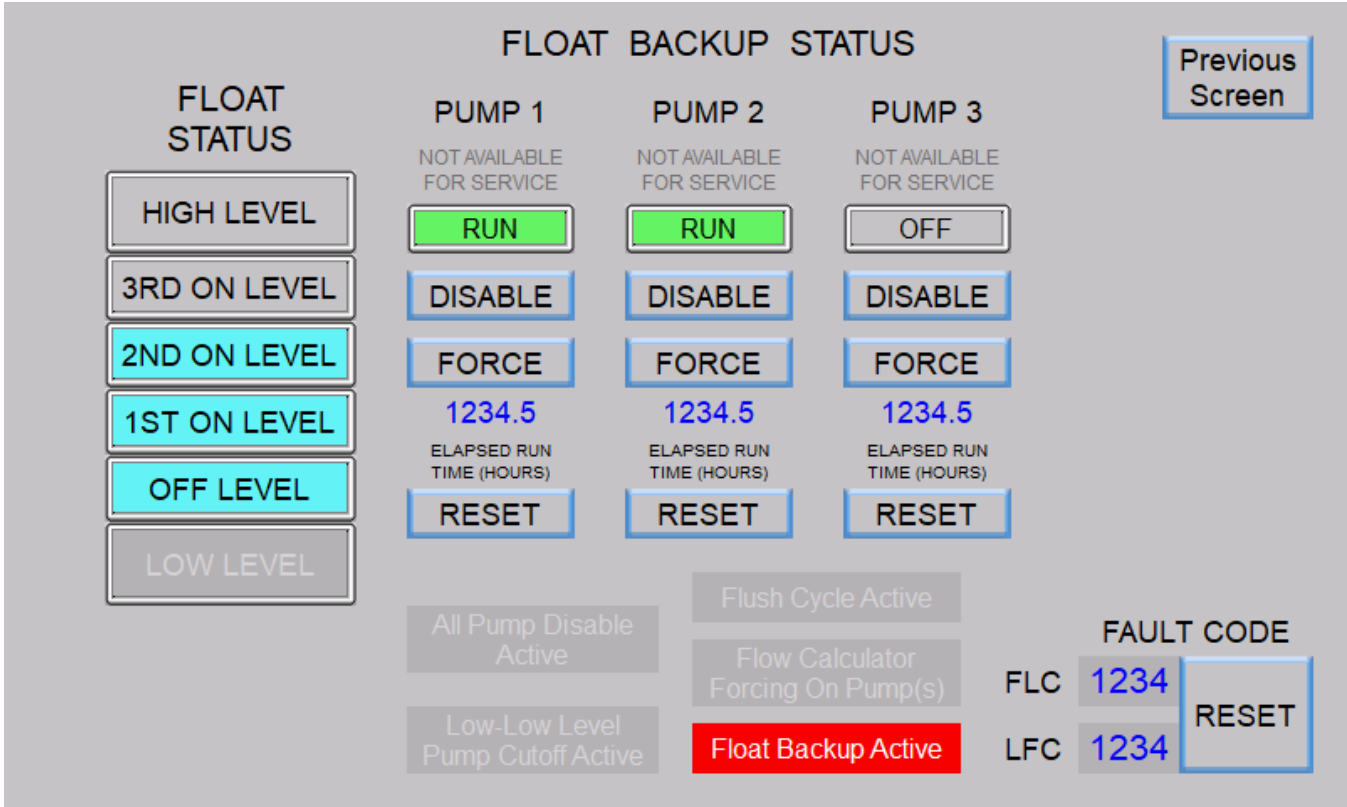 FLOAT BACKUP STATUS
Previous
Screen
FLOAT
STATUS
HIGH LEVEL
3RD ON LEVEL
2ND ON LEVEL
1ST ON LEVEL
OFF LEVEL
LOW LEVEL
PUMP 1
NOT AVAILABLE
FOR SERVICE
RUN
DISABLE
FORCE
1234.5
ELAPSED RUN
TIME (HOURS)
RESET
PUMP 2
NOT AVAILABLE
FOR SERVICE
RUN
DISABLE
FORCE
1234.5
ELAPSED RUN
TIME (HOURS)
RESET
PUMP 3
NOT AVAILABLE
FOR SERVICE
OFF
DISABLE
FORCE
1234.5
ELAPSED RUN
TIME (HOURS)
RESET
All Pump Disable
Active
Low-Low Level
Pump Cutoff Active
Flush Cycle Active
Flow Calculator
Forcing On Pump(s)
Float Backup Active
FAULT CODE
FLC 1234
LFC 1234
RESET